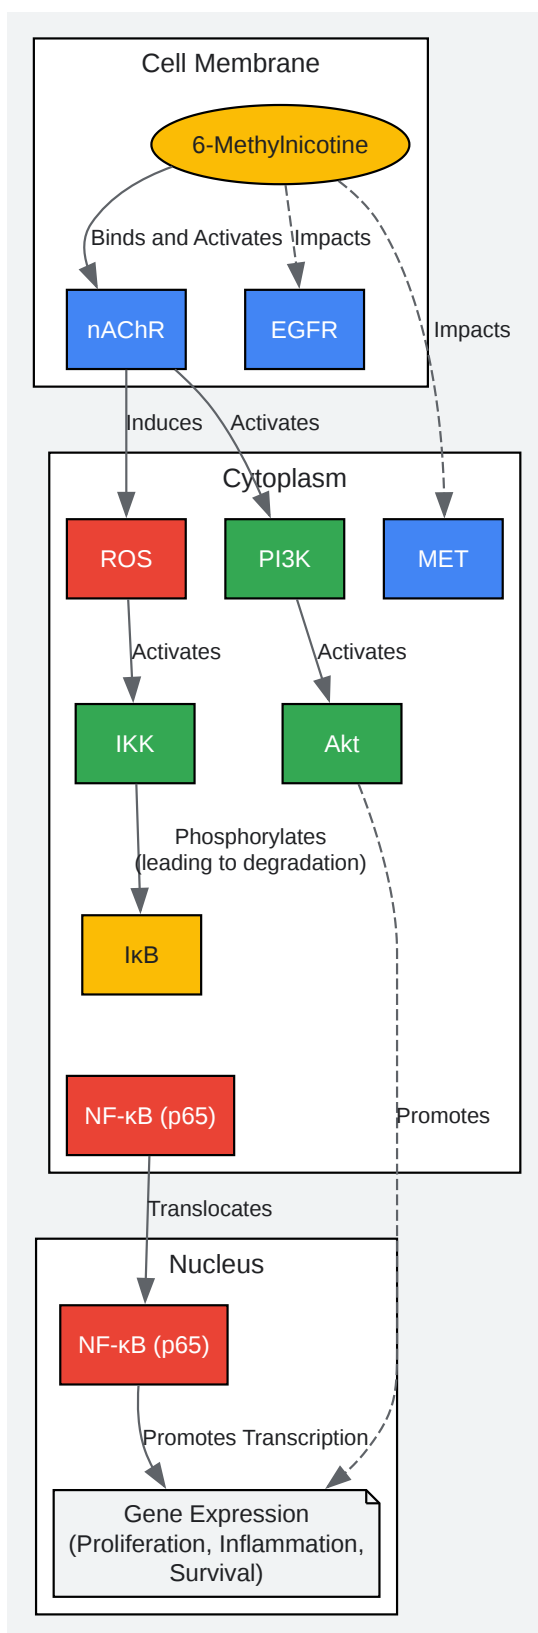 Cell Membrane
6-Methylnicotine
Binds and Activates
Impacts
nAChR
EGFR
Impacts
Induces
Activates
Cytoplasm
ROS
PI3K
MET
Activates
Activates
IKK
Akt
Phosphorylates
(leading to degradation)
IκB
NF-κB (p65)
Promotes
Translocates
Nucleus
NF-κB (p65)
Promotes Transcription
Gene Expression
(Proliferation, Inflammation,
Survival)